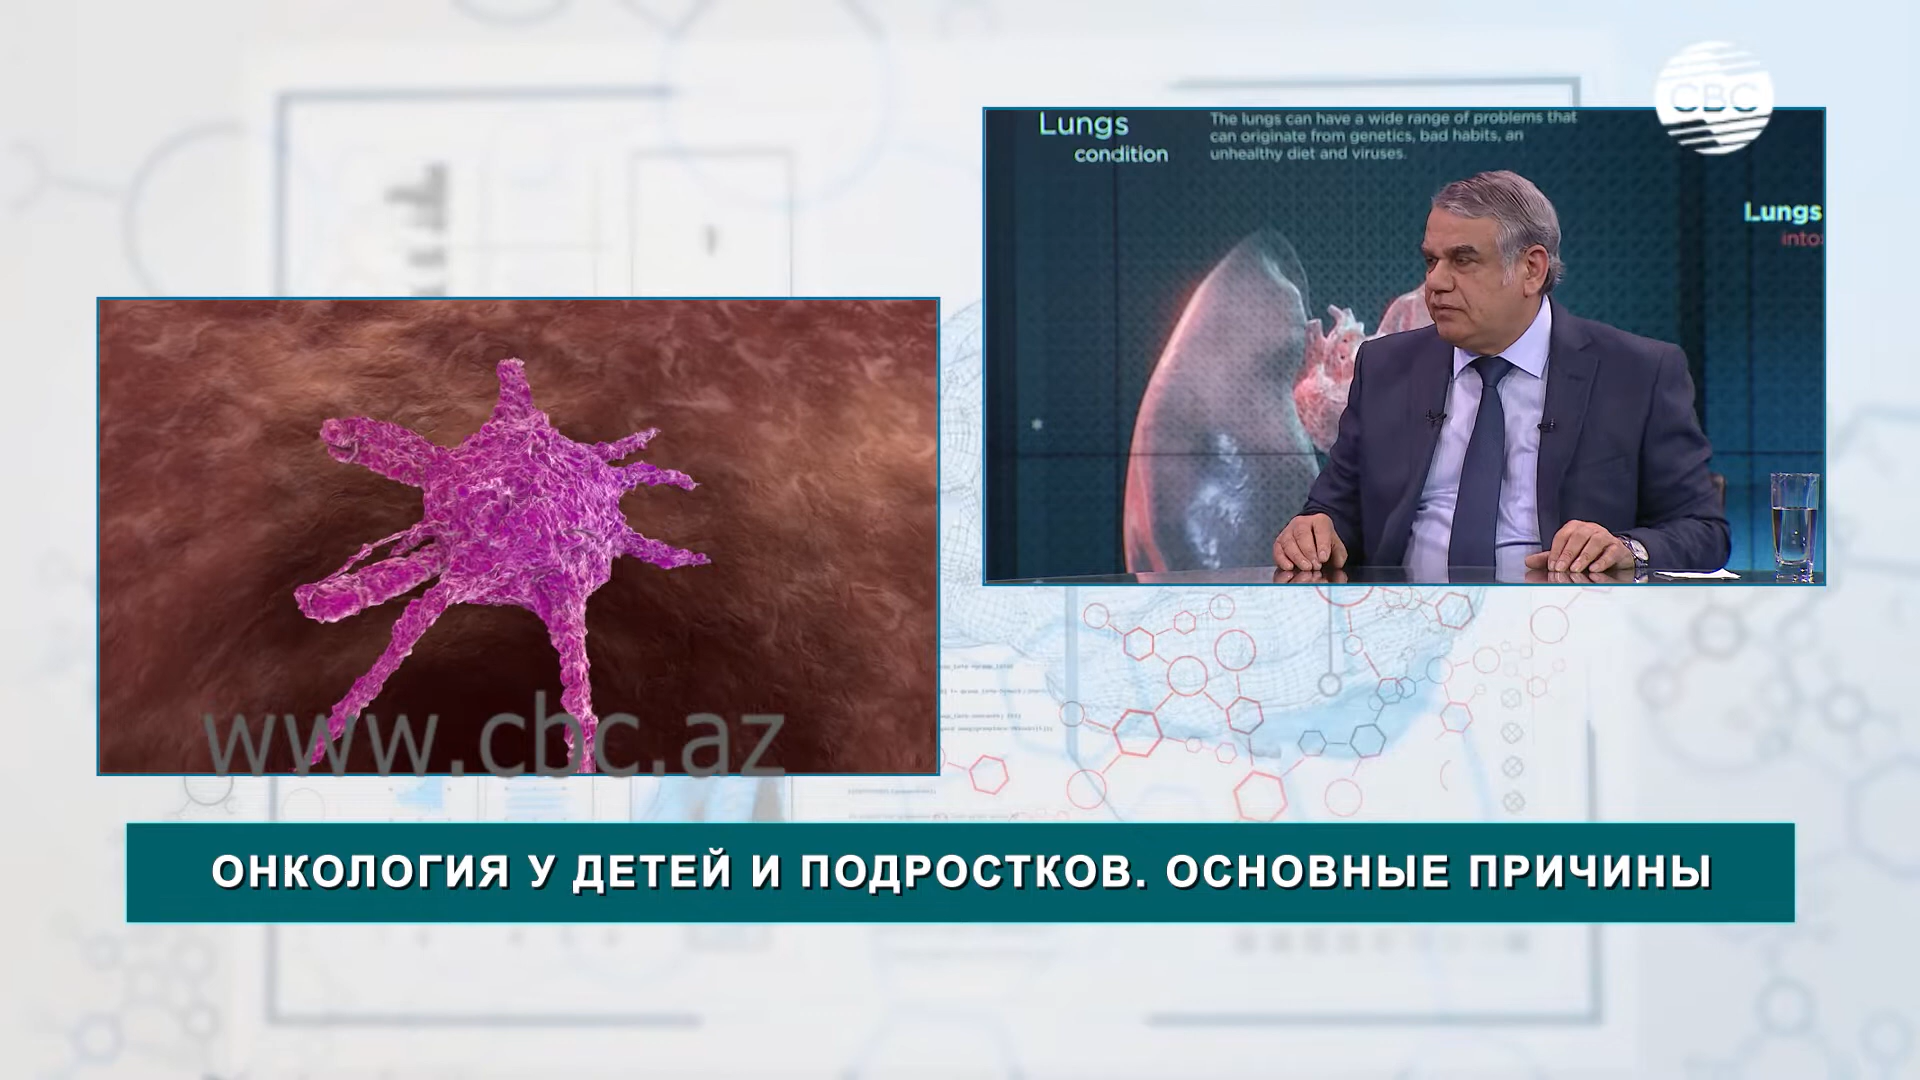 CBC
Lungs
condition
The lungs can have a wide range of problems that
can originate from genetics, bad habits, an
unhealthy diet and viruses.
Lungs
www.cbc.az
ОНКОЛОГИЯ У ДЕТЕЙ И ПОДРОСТКОВ. ОСНОВНЫЕ ПРИЧИНЫ